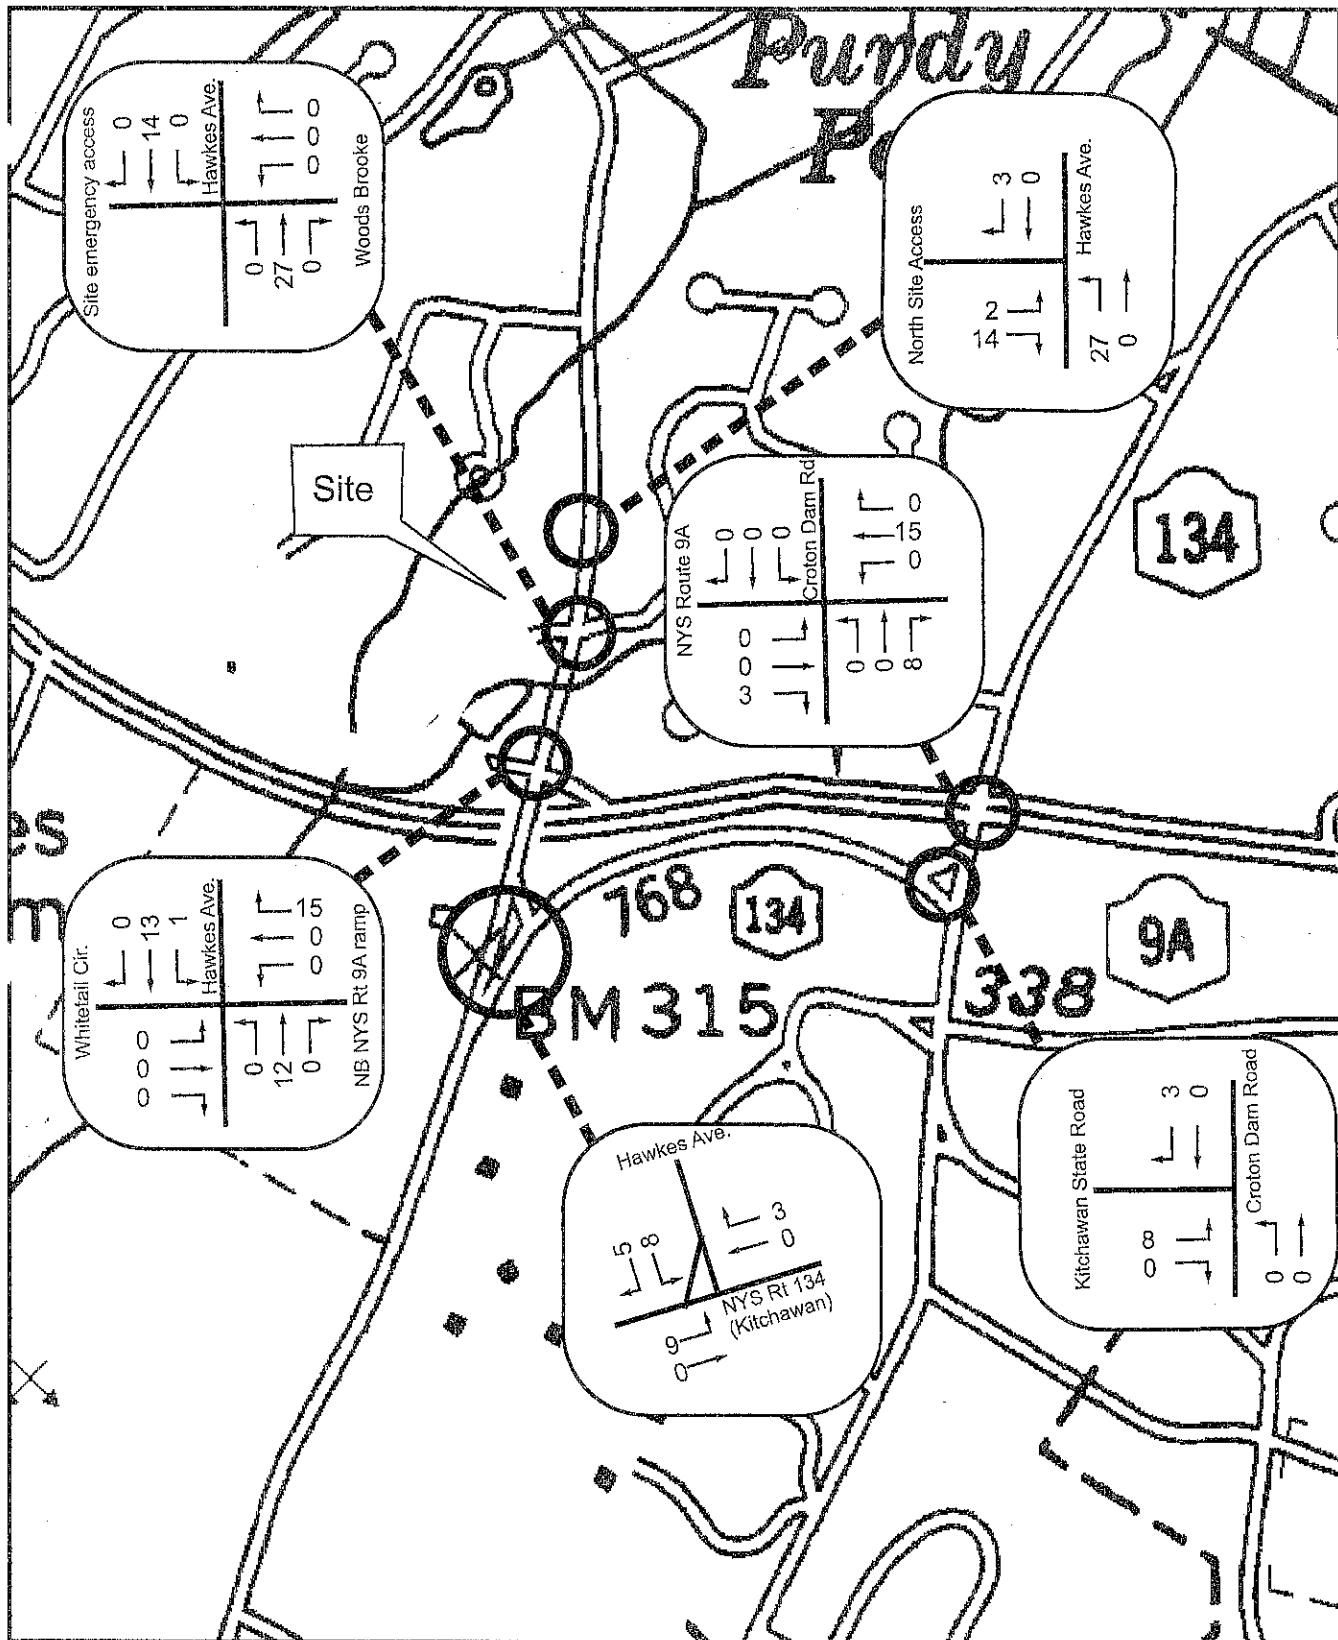 Purdy
Site emergency access
0
14
0
Hawkes Ave.
0
27
0
0
0
0
Woods Brooke
North Site Access
3
0
2
14
Hawkes Ave.
27
0
Site
NYS Route 9A
0
0
0
0
0
3
Croton Dam Rd
0
0
8
0
15
0
134
Whitetail Cir.
0
13
1
0
0
0
Hawkes Ave.
0
12
0
15
0
0
NB NYS Rt 9A ramp
768
134
9A
BM 315
338
Hawkes Ave.
5
8
3
0
9
0
NYS Rt 134
(Kitchawan)
Kitchawan State Road
3
0
8
0
Croton Dam Road
0
0